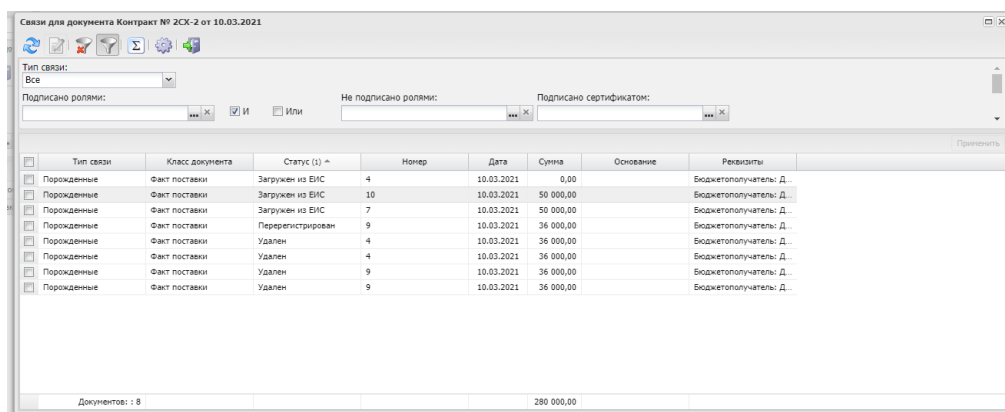 Связи для документа Контракт № 2СХ-2 от 10.03.2021
Тип связи:
Все
Подписано ролями: Не подписано ролями: Подписано сертификатом:
И Или
Применить
Тип связи Класс документа Статус (1) Номер Дата Сумма Основание Реквизиты
Порожденные Факт поставки Загружен из ЕИС 4 10.03.2021 0,00 Бюджетополучатель: Д...
Порожденные Факт поставки Загружен из ЕИС 10 10.03.2021 50 000,00 Бюджетополучатель: Д...
Порожденные Факт поставки Загружен из ЕИС 7 10.03.2021 50 000,00 Бюджетополучатель: Д...
Порожденные Факт поставки Перерегистрирован 9 10.03.2021 36 000,00 Бюджетополучатель: Д...
Порожденные Факт поставки Удален 4 10.03.2021 36 000,00 Бюджетополучатель: Д...
Порожденные Факт поставки Удален 4 10.03.2021 36 000,00 Бюджетополучатель: Д...
Порожденные Факт поставки Удален 9 10.03.2021 36 000,00 Бюджетополучатель: Д...
Порожденные Факт поставки Удален 9 10.03.2021 36 000,00 Бюджетополучатель: Д...
Документов: : 8 280 000,00